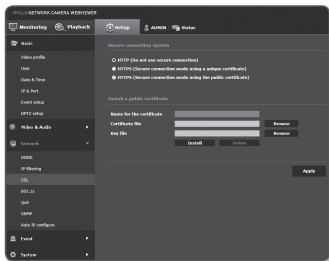 iPOLiS NETWORK CAMERA WEBVIEWER
Monitoring
Playback
Setup
ADMIN
Status
Basic
Video profile
User
Date & Time
IP & Port
Event setup
DPTZ setup
Video & Audio
Network
DDNS
IP filtering
SSL
802.1x
QoS
SNMP
Auto IP configure
Event
System
Secure connection system
HTTP (Do not use secure connection)
HTTPS (Secure connection mode using a unique certificate)
HTTPS (Secure connection mode using the public certificate)
Install a public certificate
Name for the certificate
Certificate file
Browse
Key file
Browse
Install
Delete
Apply